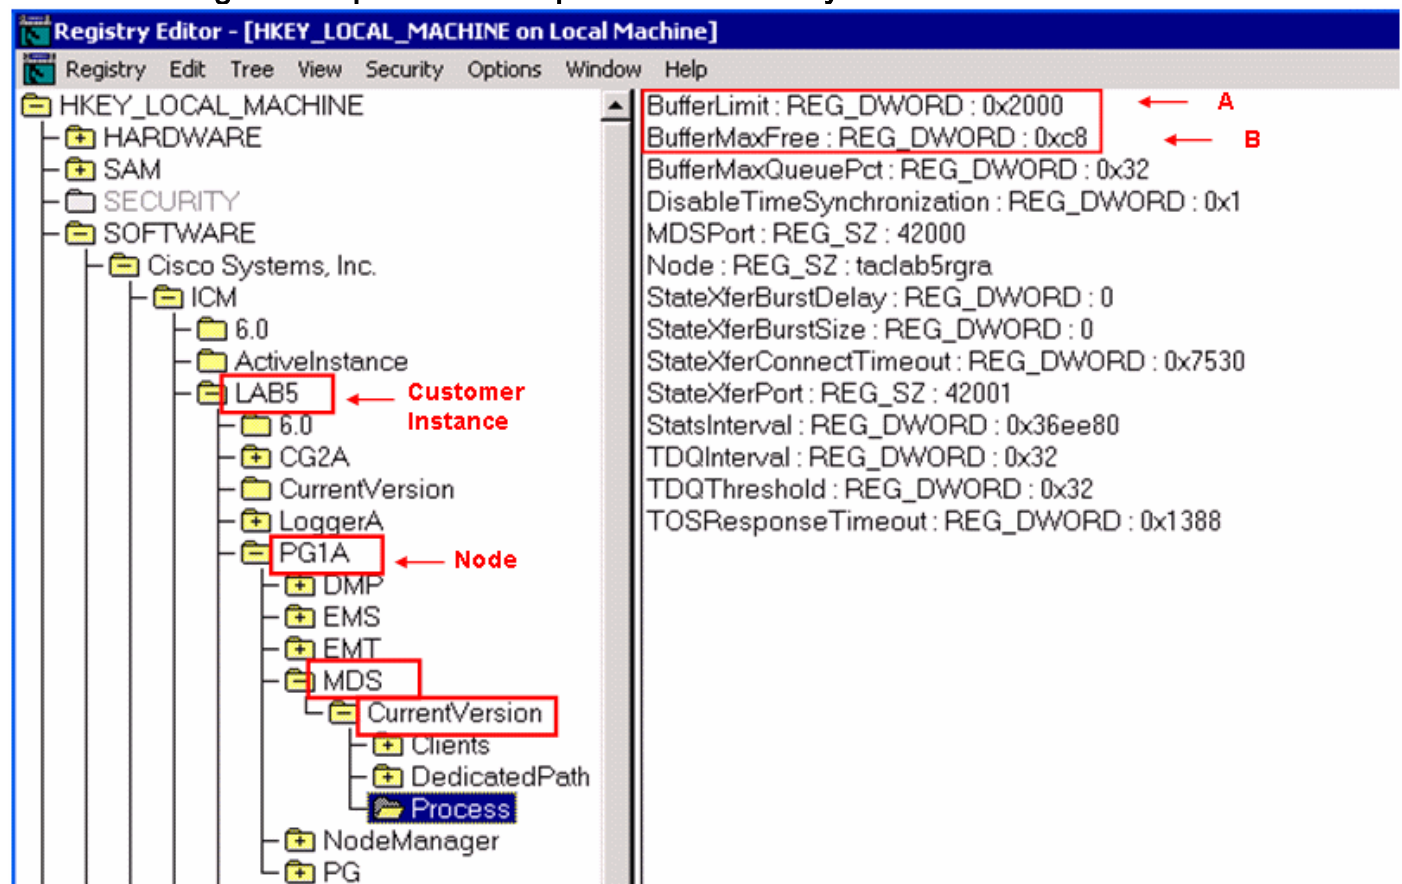 Registry Editor - [HKEY_LOCAL_MACHINE on Local Machine]
Registry Edit Tree View Security Options Window Help
HKEY_LOCAL_MACHINE
HARDWARE
SAM
SECURITY
SOFTWARE
Cisco Systems, Inc.
ICM
6.0
ActiveInstance
LAB5
Customer
Instance
6.0
CG2A
CurrentVersion
LoggerA
PG1A
Node
DMP
EMS
EMT
MDS
CurrentVersion
Clients
DedicatedPath
Process
NodeManager
PG
BufferLimit : REG_DWORD : 0x2000
A
BufferMaxFree : REG_DWORD : 0xc8
B
BufferMaxQueuePct : REG_DWORD : 0x32
DisableTimeSynchronization : REG_DWORD : 0x1
MDSPort : REG_SZ : 42000
Node : REG_SZ : taclab5rgra
StateXferBurstDelay : REG_DWORD : 0
StateXferBurstSize : REG_DWORD : 0
StateXferConnectTimeout : REG_DWORD : 0x7530
StateXferPort : REG_SZ : 42001
StatsInterval : REG_DWORD : 0x36ee80
TDQInterval : REG_DWORD : 0x32
TDQThreshold : REG_DWORD : 0x32
TOSResponseTimeout : REG_DWORD : 0x1388